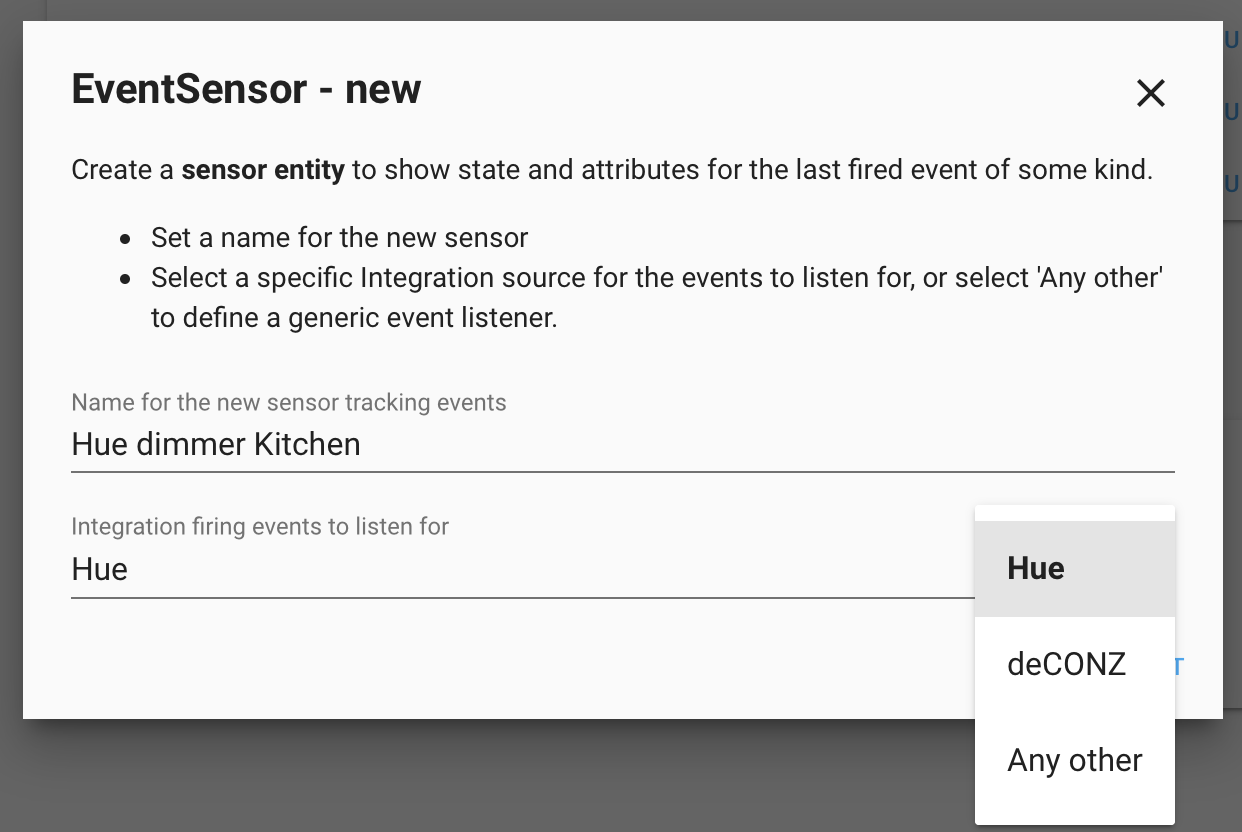 EventSensor - new
Create a sensor entity to show state and attributes for the last fired event of some kind.
Set a name for the new sensor
Select a specific Integration source for the events to listen for, or select 'Any other'
to define a generic event listener.
Name for the new sensor tracking events
Hue dimmer Kitchen
Integration firing events to listen for
Hue
Hue
deCONZ
Any other